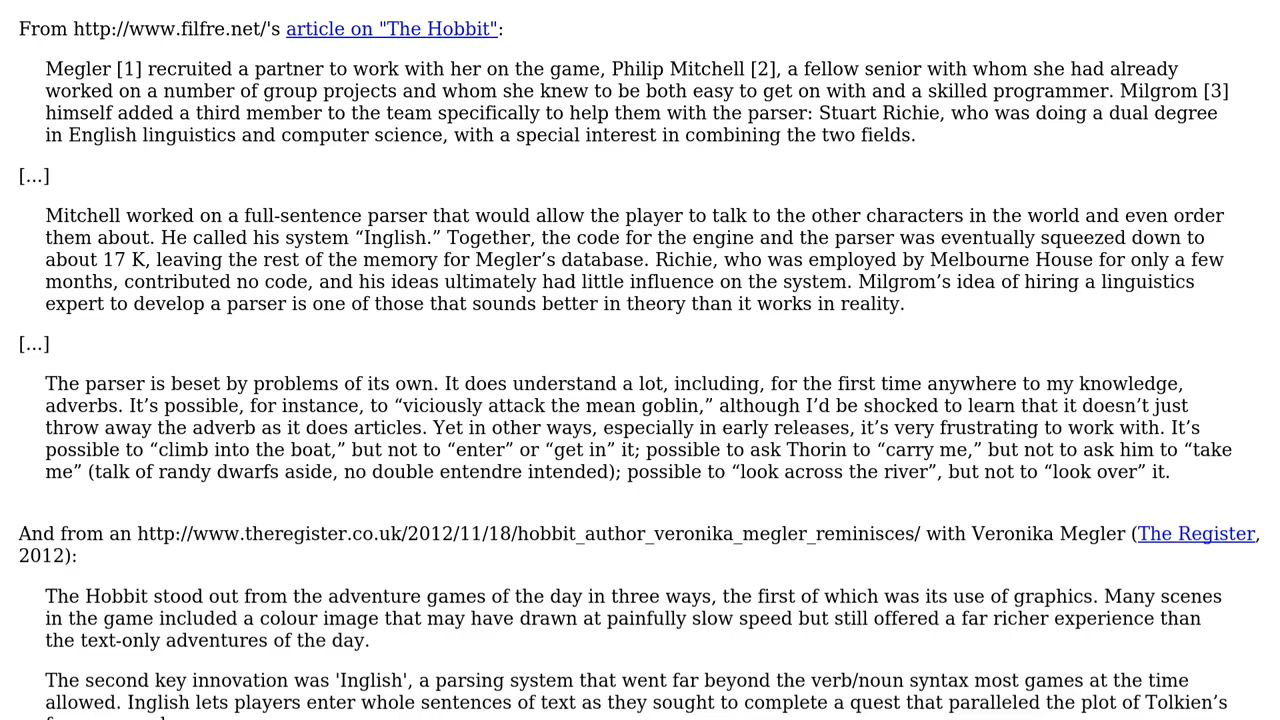 From http://www.filfre.net/'s article on "The Hobbit":
Megler [1] recruited a partner to work with her on the game, Philip Mitchell [2], a fellow senior with whom she had already
worked on a number of group projects and whom she knew to be both easy to get on with and a skilled programmer. Milgrom [3]
himself added a third member to the team specifically to help them with the parser: Stuart Richie, who was doing a dual degree
in English linguistics and computer science, with a special interest in combining the two fields.
[...]
Mitchell worked on a full-sentence parser that would allow the player to talk to the other characters in the world and even order
them about. He called his system “Inglish.” Together, the code for the engine and the parser was eventually squeezed down to
about 17 K, leaving the rest of the memory for Megler’s database. Richie, who was employed by Melbourne House for only a few
months, contributed no code, and his ideas ultimately had little influence on the system. Milgrom’s idea of hiring a linguistics
expert to develop a parser is one of those that sounds better in theory than it works in reality.
[...]
The parser is beset by problems of its own. It does understand a lot, including, for the first time anywhere to my knowledge,
adverbs. It’s possible, for instance, to “viciously attack the mean goblin,” although I’d be shocked to learn that it doesn’t just
throw away the adverb as it does articles. Yet in other ways, especially in early releases, it’s very frustrating to work with. It’s
possible to “climb into the boat,” but not to “enter” or “get in” it; possible to ask Thorin to “carry me,” but not to ask him to “take
me” (talk of randy dwarfs aside, no double entendre intended); possible to “look across the river”, but not to “look over” it.
And from an http://www.theregister.co.uk/2012/11/18/hobbit_author_veronika_megler_reminisces/ with Veronika Megler (The Register,
2012):
The Hobbit stood out from the adventure games of the day in three ways, the first of which was its use of graphics. Many scenes
in the game included a colour image that may have drawn at painfully slow speed but still offered a far richer experience than
the text-only adventures of the day.
The second key innovation was 'Inglish', a parsing system that went far beyond the verb/noun syntax most games at the time
allowed. Inglish lets players enter whole sentences of text as they sought to complete a quest that paralleled the plot of Tolkien’s